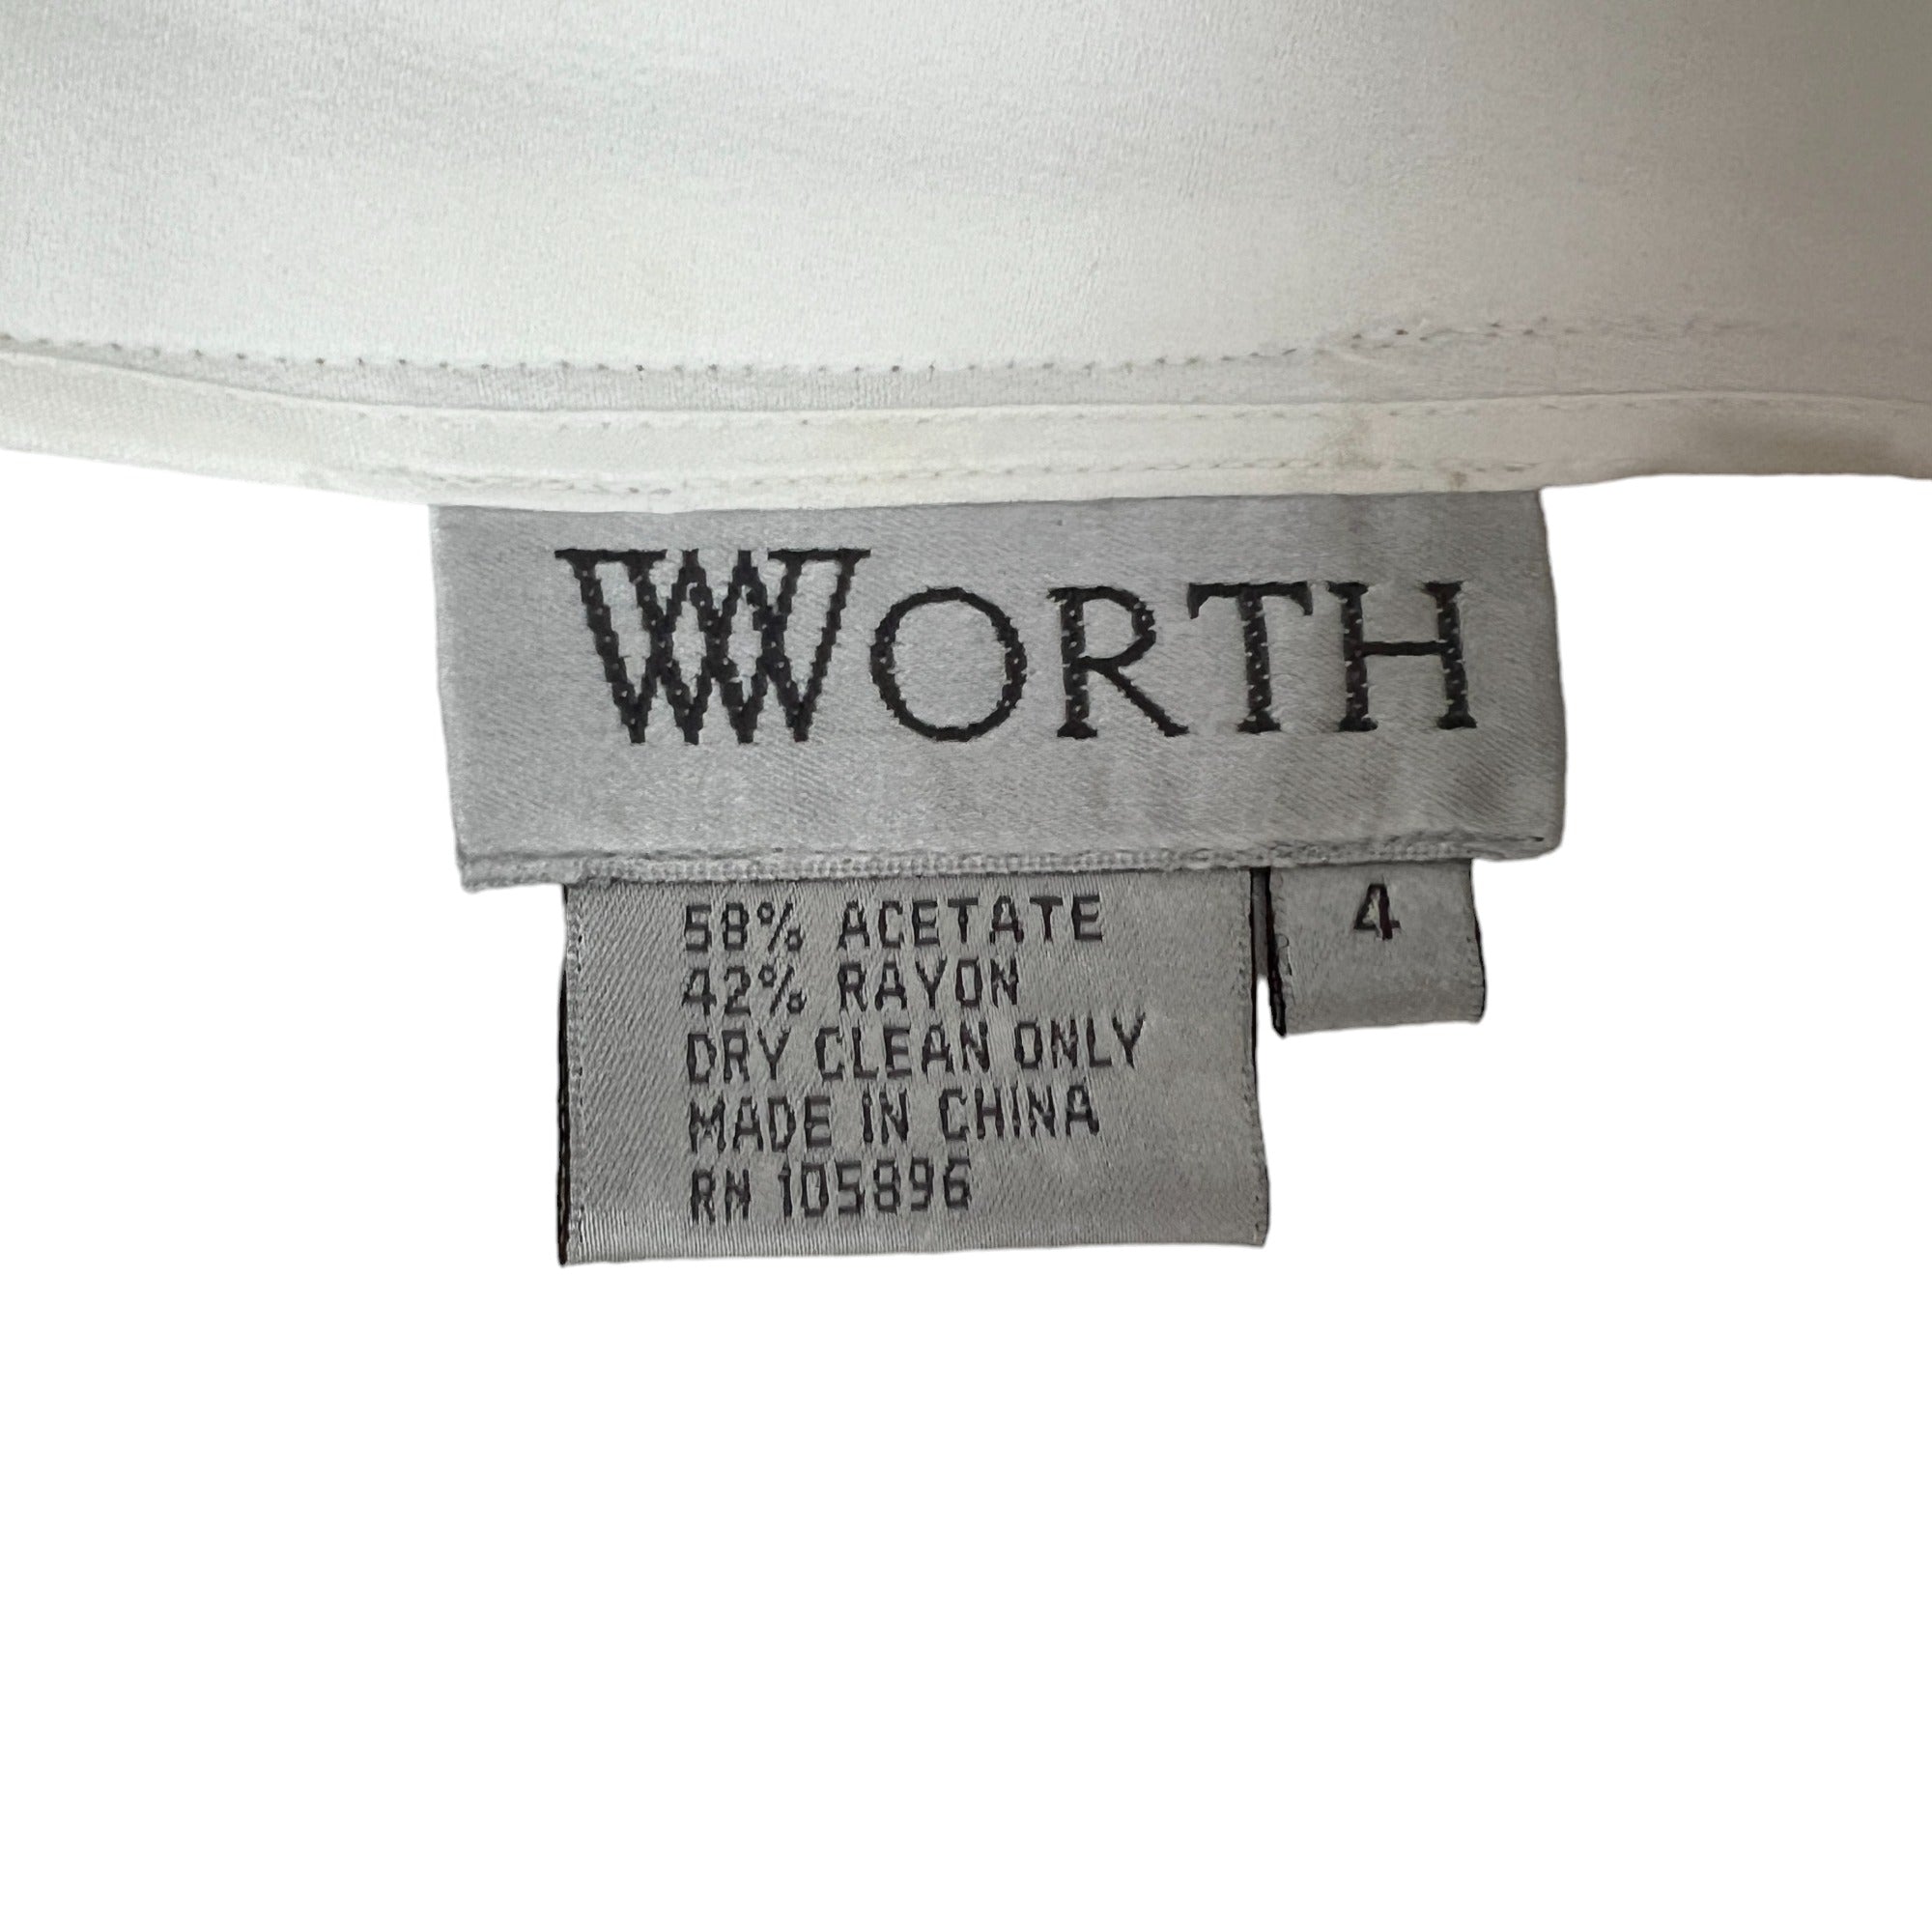 WORTH
58% ACETATE
42% RAYON
DRY CLEAN ONLY
MADE IN CHINA
RN 105896
4